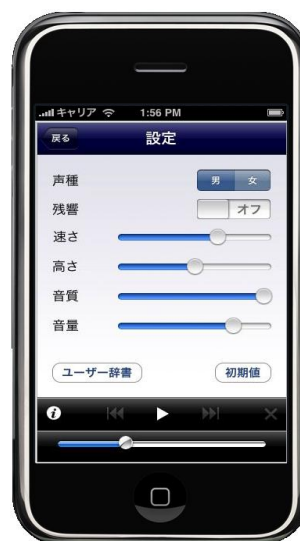 キャリア 1:56 PM
戻る 設定
声種 男 女
残響 オフ
速さ
高さ
音質
音量
ユーザー辞書 初期値